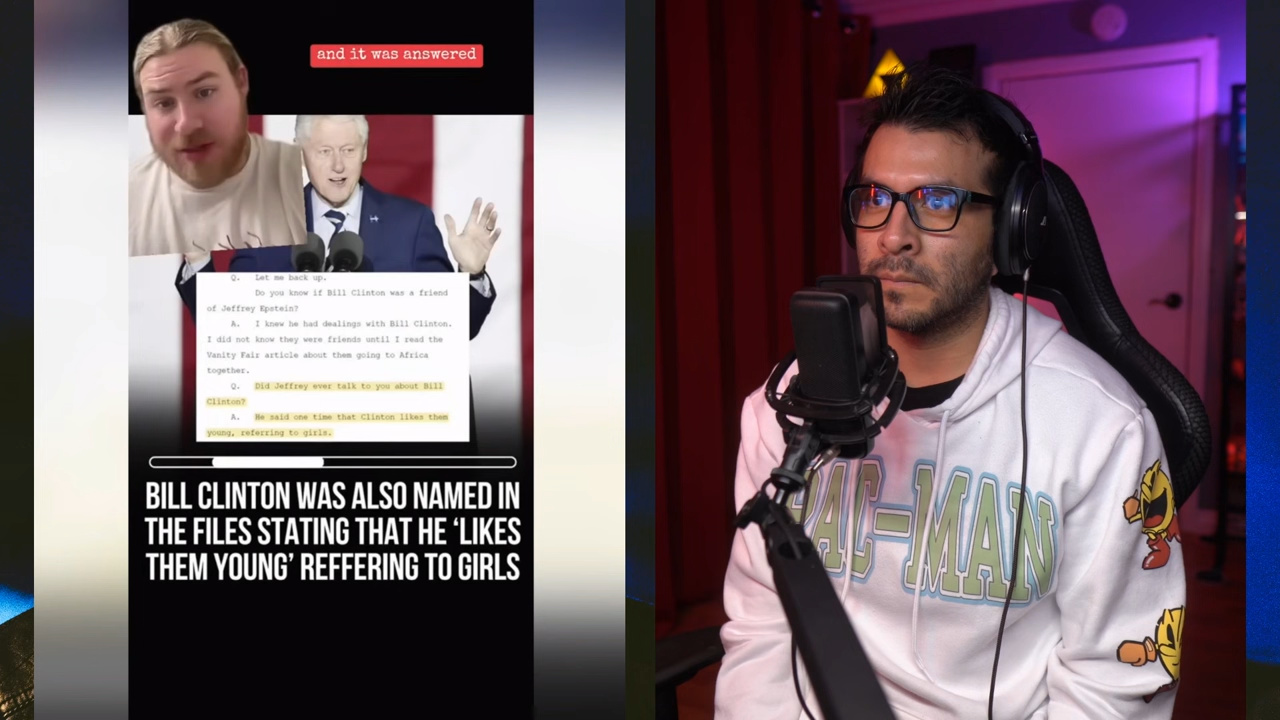 and it was answered
Q. Let me back up.
Do you know if Bill Clinton was a friend
of Jeffrey Epstein?
A. I knew he had dealings with Bill Clinton.
I did not know they were friends until I read the
Vanity Fair article about them going to Africa
together.
Q. Did Jeffrey ever talk to you about Bill
Clinton?
A. He said one time that Clinton likes them
young, referring to girls.
BILL CLINTON WAS ALSO NAMED IN
THE FILES STATING THAT HE ‘LIKES
THEM YOUNG’ REFFERING TO GIRLS
PAC-MAN